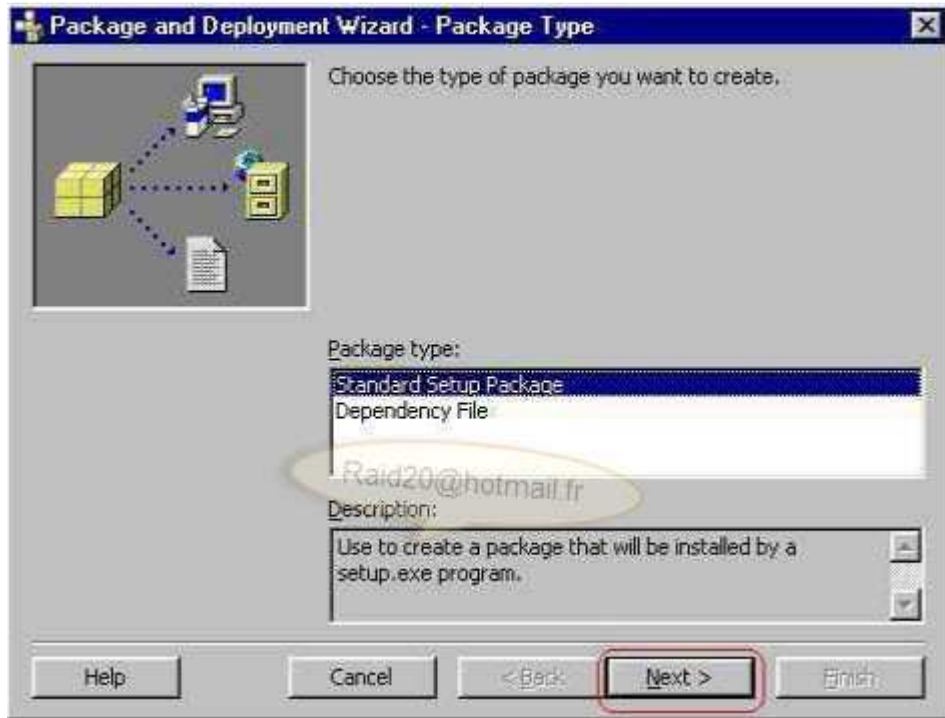 Package and Deployment Wizard - Package Type
Choose the type of package you want to create.
Package type:
Standard Setup Package
Dependency File
Raid20@hotmail.fr
Description:
Use to create a package that will be installed by a
setup.exe program.
Help
Cancel
< Back
Next >
Finish